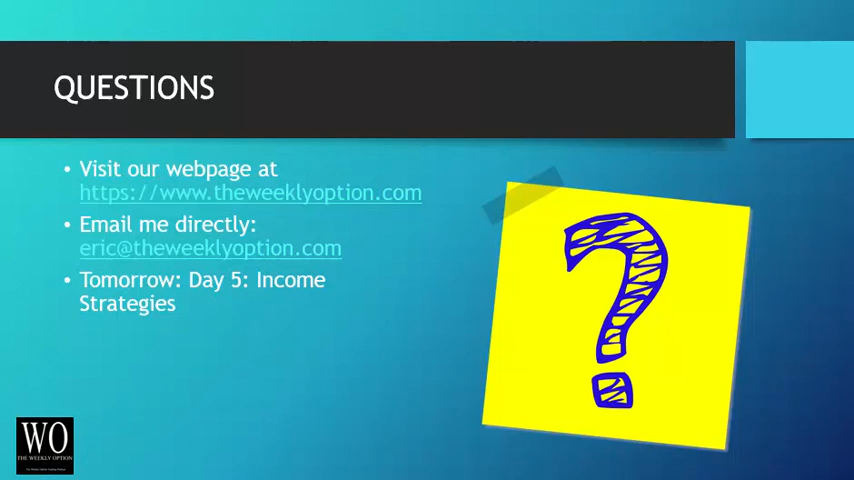 QUESTIONS
• Visit our webpage at
https://www.theweeklyoption.com
• Email me directly:
eric@theweeklyoption.com
• Tomorrow: Day 5: Income
Strategies
?
WO
THE WEEKLY OPTION